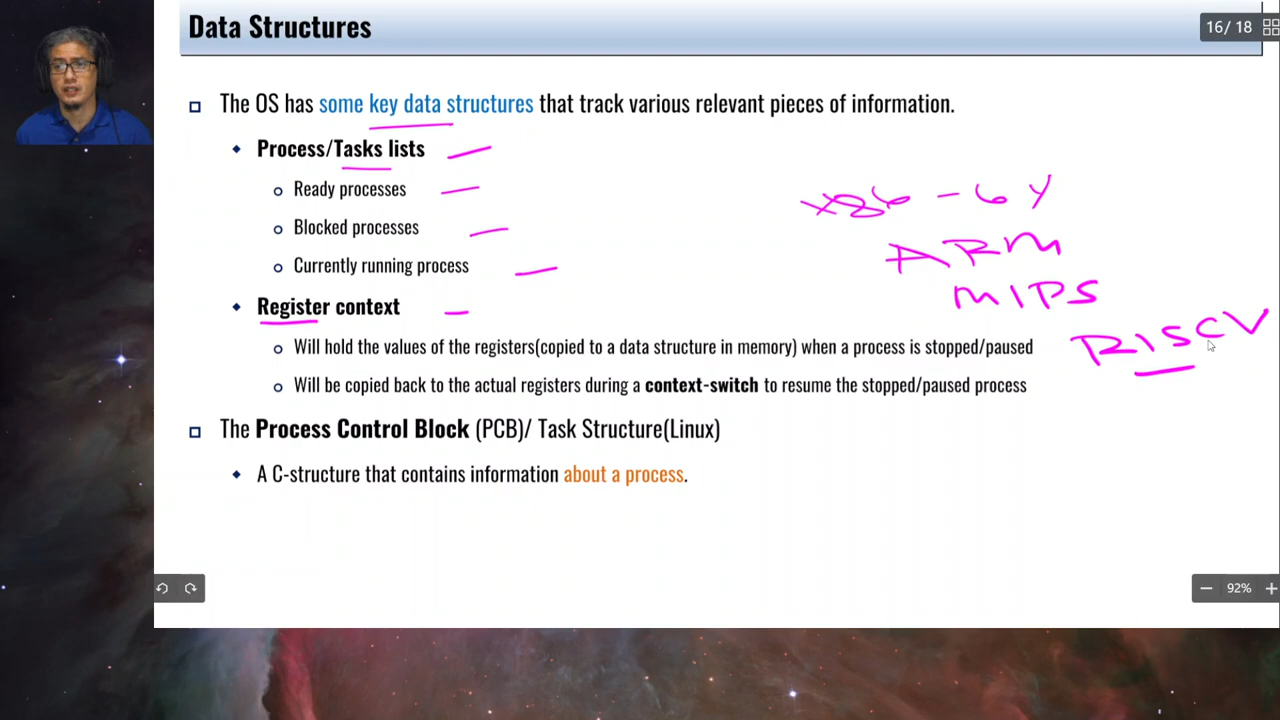 Data Structures
16/ 18
The OS has some key data structures that track various relevant pieces of information.
Process/Tasks lists
Ready processes
Blocked processes
Currently running process
x86-64
ARM
MIPS
RISCV
Register context
Will hold the values of the registers(copied to a data structure in memory) when a process is stopped/paused
Will be copied back to the actual registers during a context-switch to resume the stopped/paused process
The Process Control Block (PCB)/ Task Structure(Linux)
A C-structure that contains information about a process.
92%